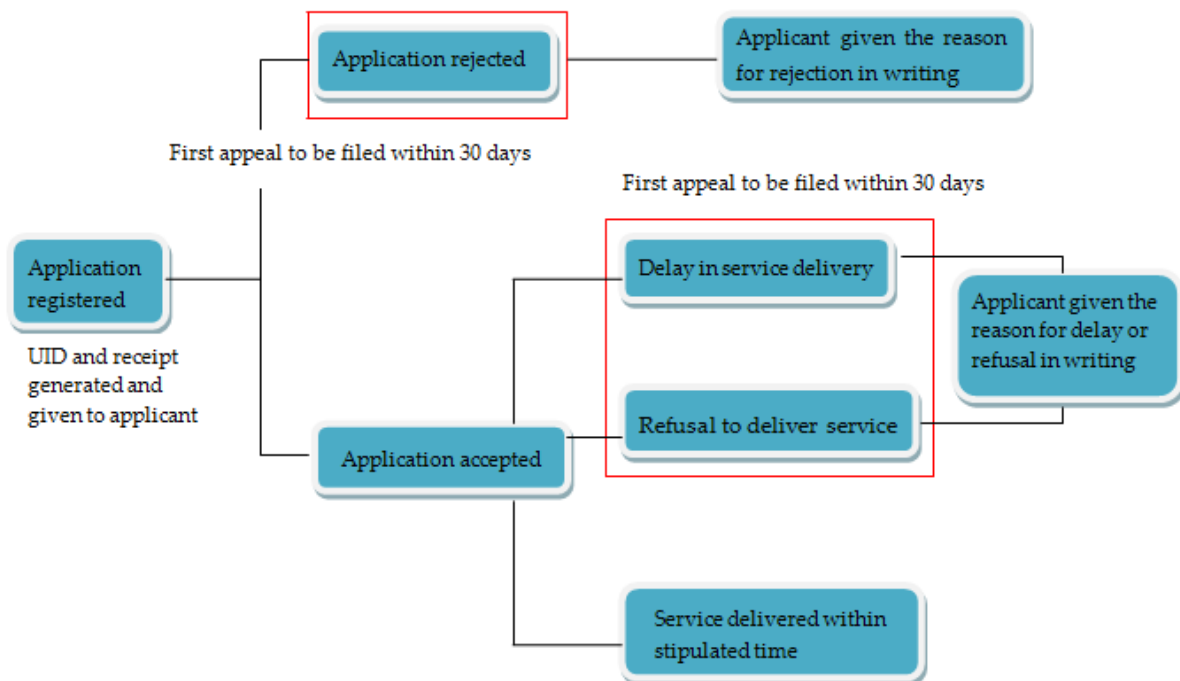 Application rejected
Applicant given the reason
for rejection in writing
First appeal to be filed within 30 days
First appeal to be filed within 30 days
Application
registered
UID and receipt
generated and
given to applicant
Delay in service delivery
Applicant given the
reason for delay or
refusal in writing
Refusal to deliver service
Application accepted
Service delivered within
stipulated time